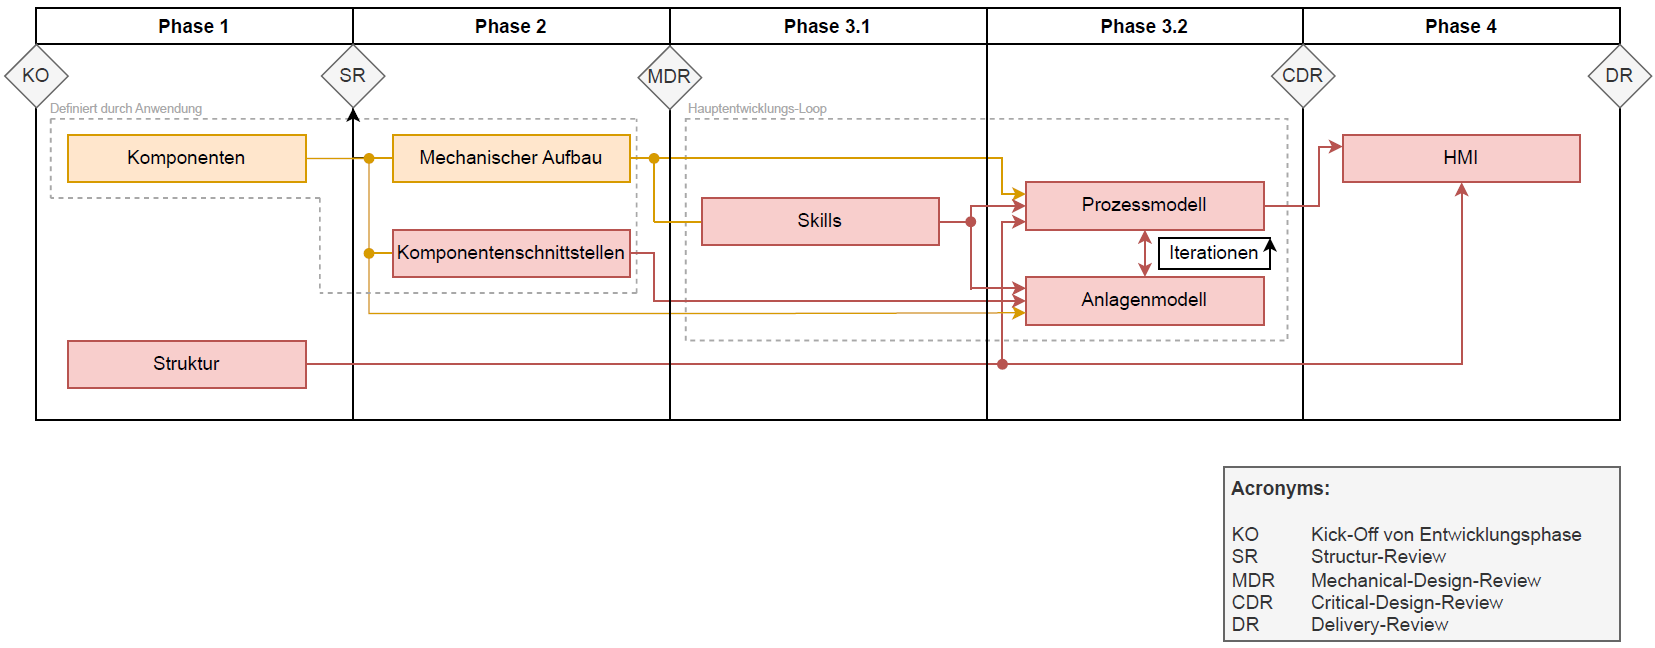 Phase 1 Phase 2 Phase 3.1 Phase 3.2 Phase 4
KO SR MDR CDR DR
Definiert durch Anwendung
Hauptentwicklungs-Loop
Komponenten
Mechanischer Aufbau
HMI
Prozessmodell
Skills
Komponentenschnittstellen
Iterationen
Anlagenmodell
Struktur
Acronyms:
KO Kick-Off von Entwicklungsphase
SR Structur-Review
MDR Mechanical-Design-Review
CDR Critical-Design-Review
DR Delivery-Review